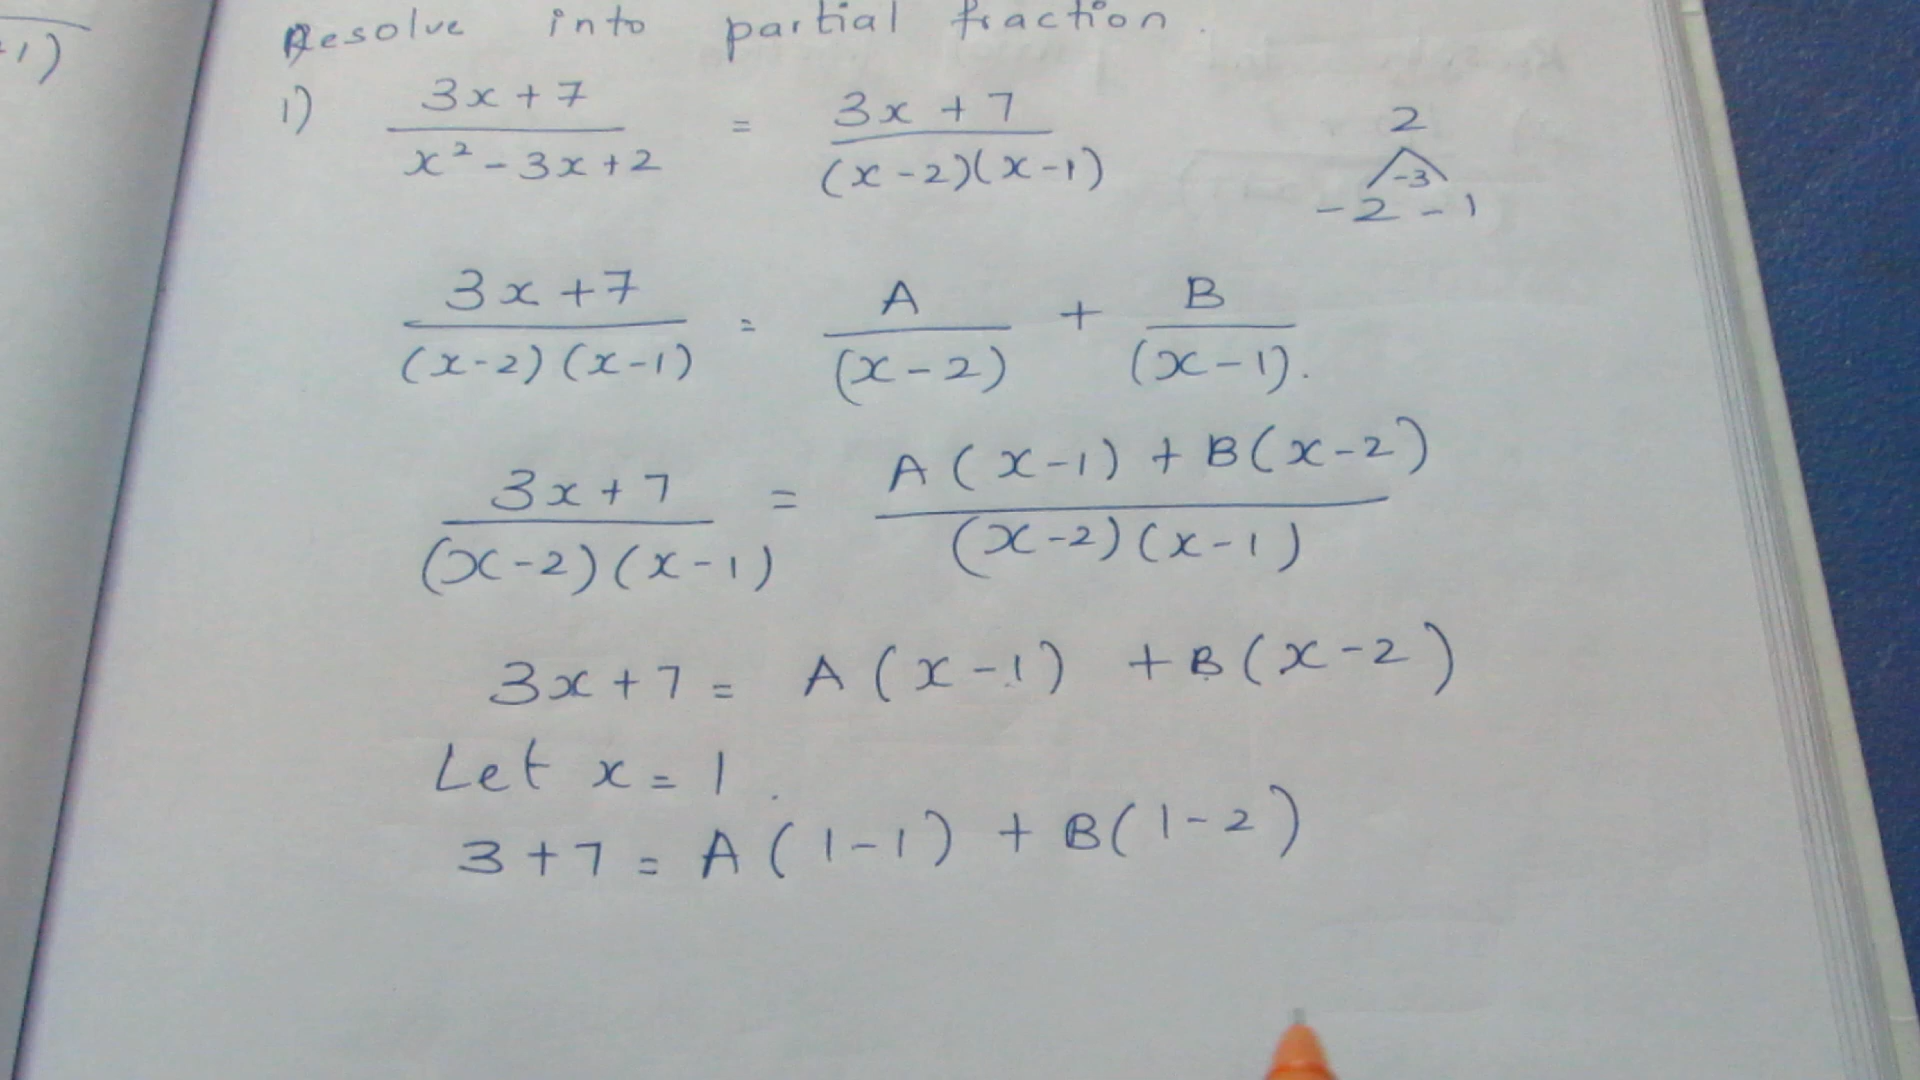 -1)
Resolve into partial fraction.
1) 3x + 7 / x² - 3x + 2 = 3x + 7 / (x - 2)(x - 1)
2
-3
-2 -1
3x + 7 / (x-2)(x-1) = A / (x - 2) + B / (x - 1).
3x + 7 / (x-2)(x-1) = A(x-1) + B(x-2) / (x-2)(x-1)
3x + 7 = A(x-1) + B(x-2)
Let x = 1.
3 + 7 = A(1-1) + B(1-2)